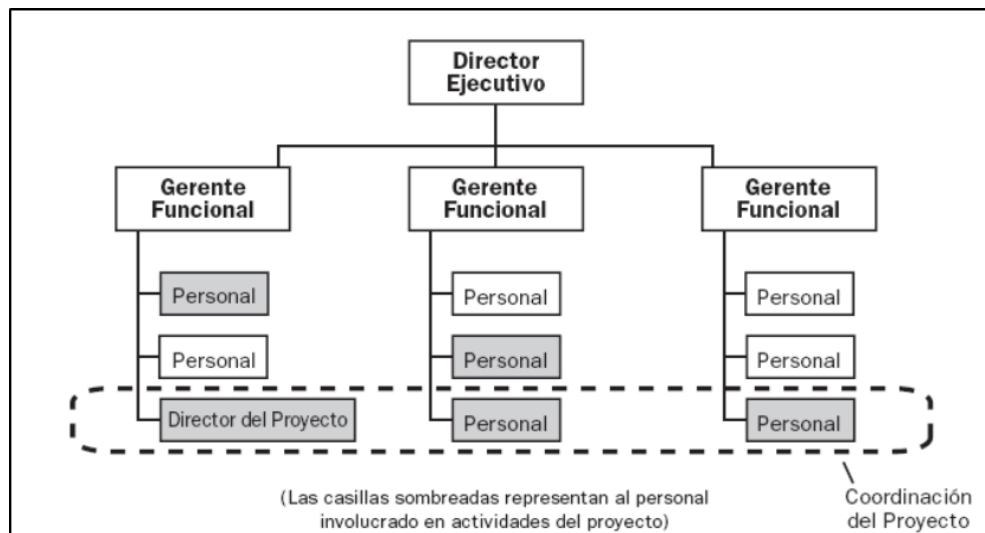 Director
Ejecutivo
Gerente
Funcional
Gerente
Funcional
Gerente
Funcional
Personal
Personal
Personal
Personal
Personal
Personal
Director del Proyecto
Personal
Personal
(Las casillas sombreadas representan al personal
involucrado en actividades del proyecto)
Coordinación
del Proyecto